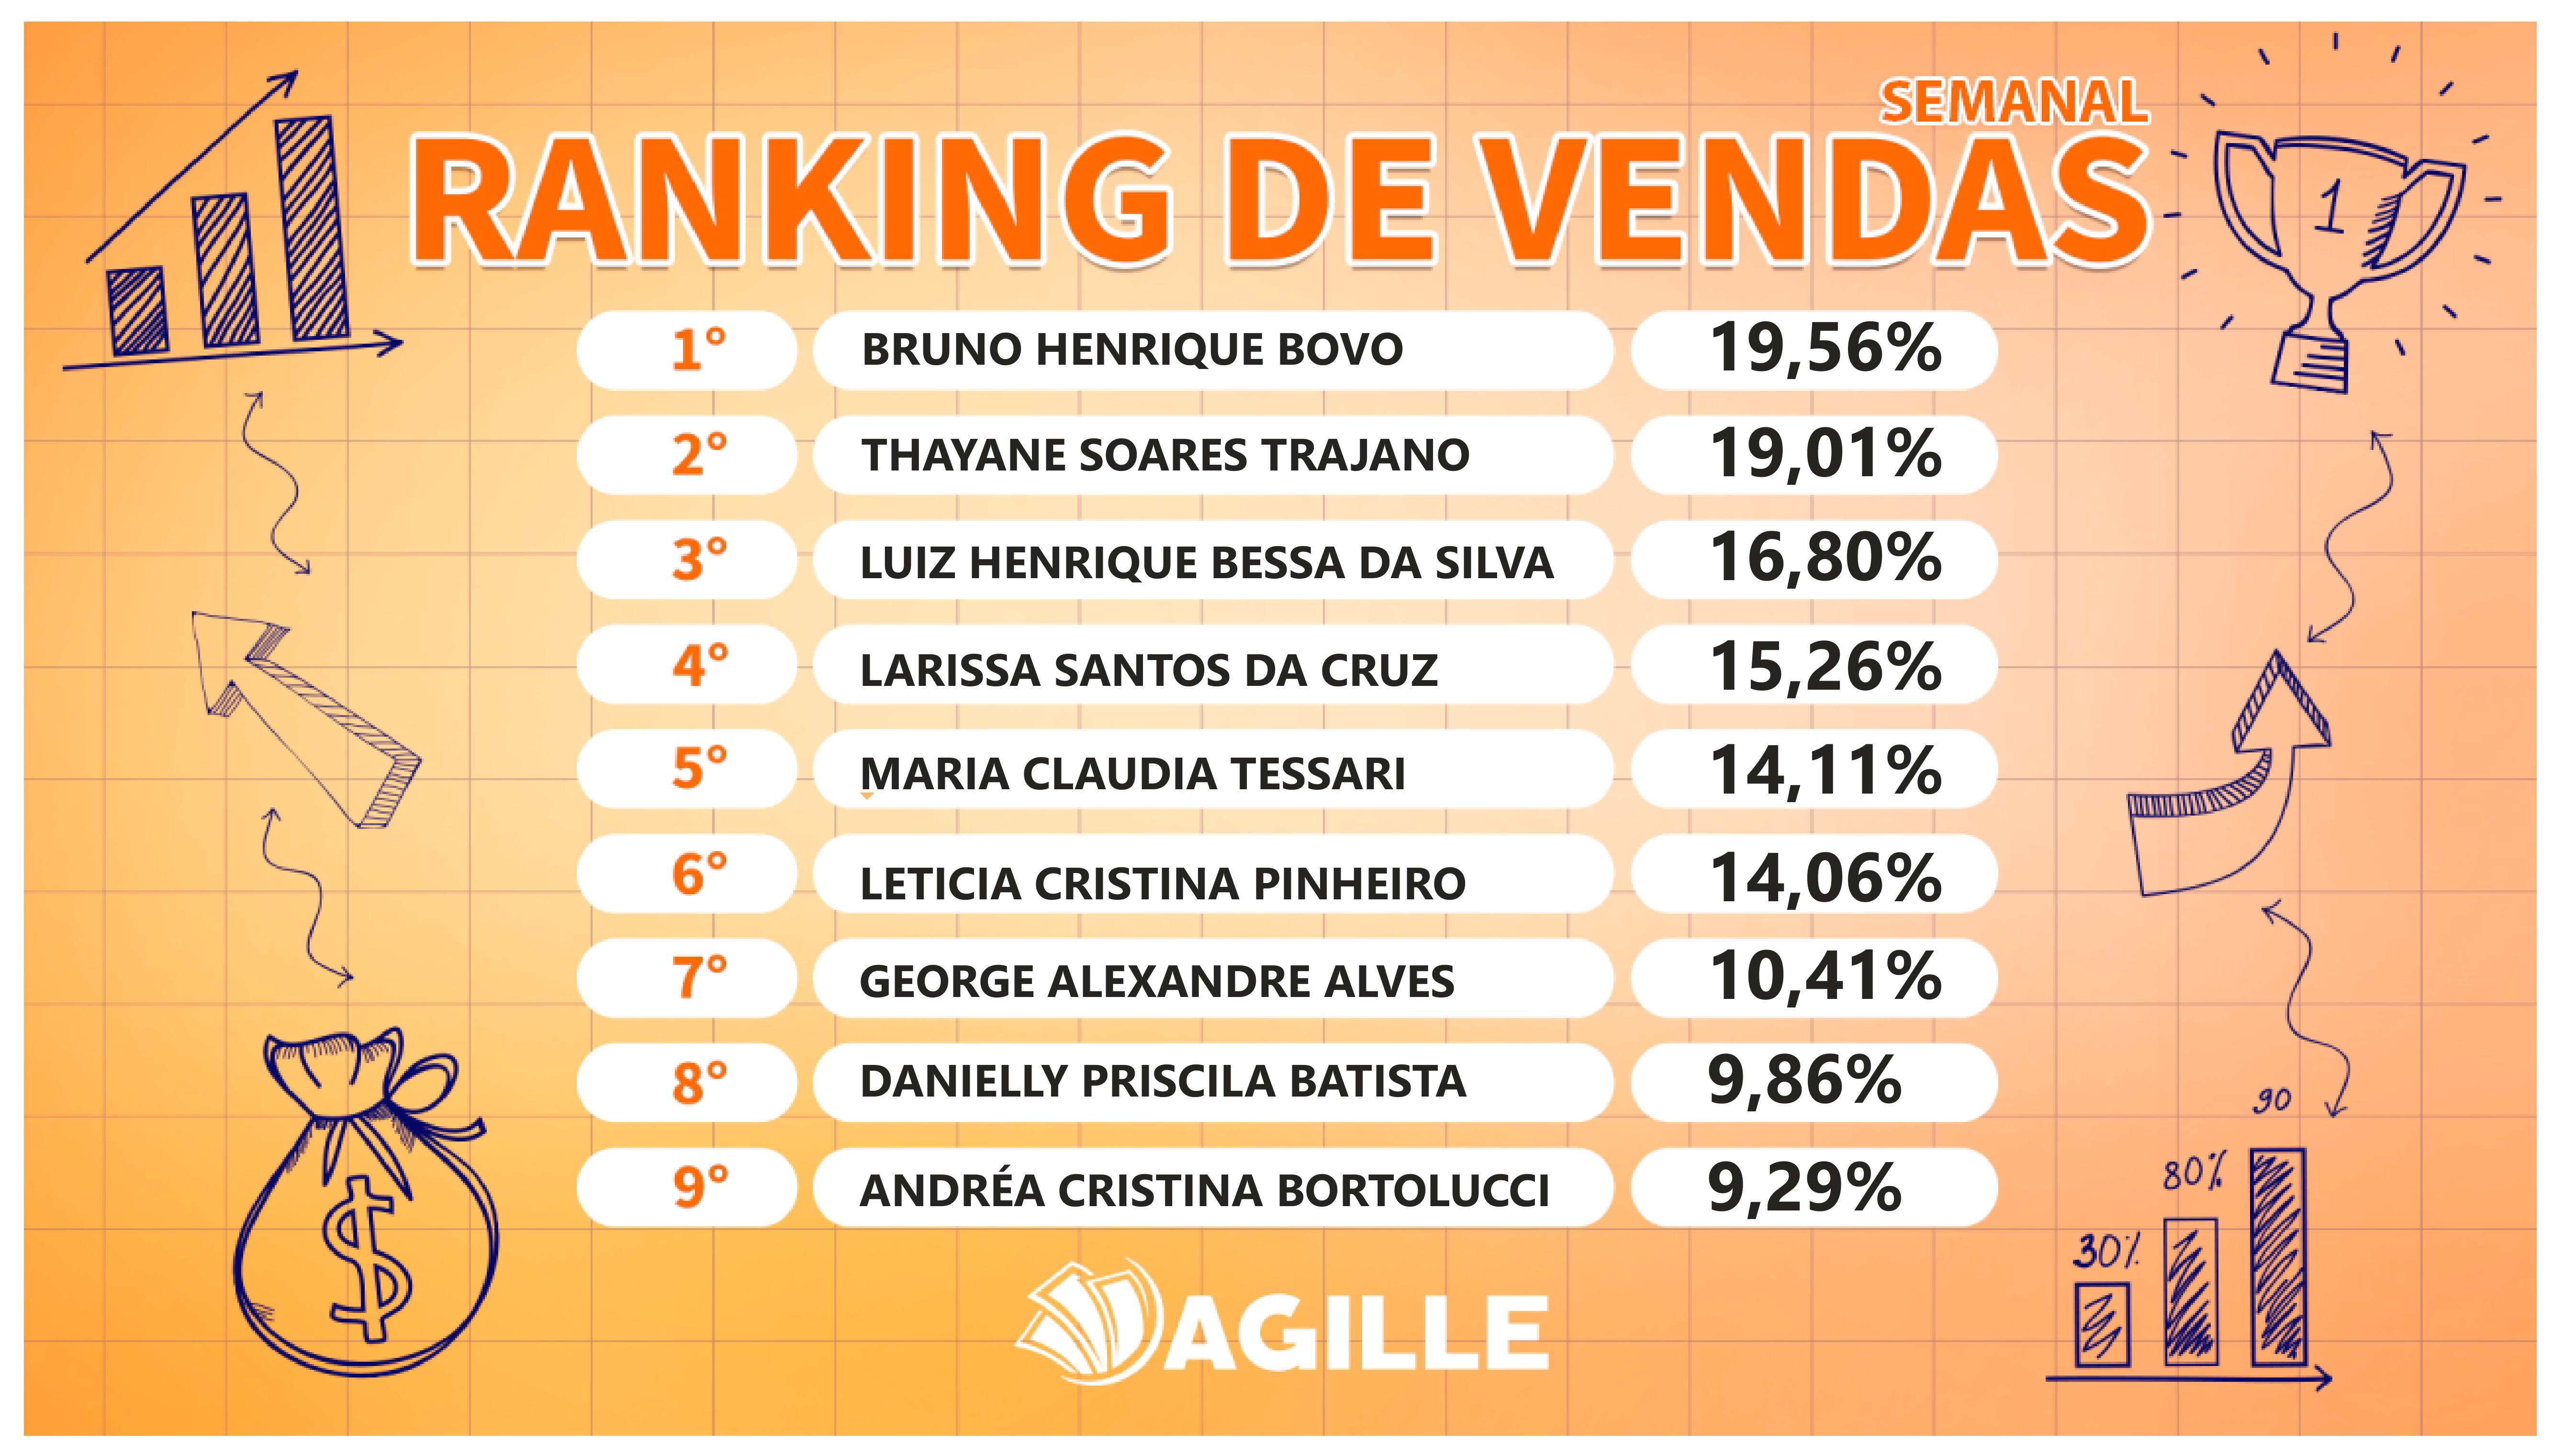 SEMANAL
RANKING DE VENDAS
1
1° BRUNO HENRIQUE BOVO 19,56%
2° THAYANE SOARES TRAJANO 19,01%
3° LUIZ HENRIQUE BESSA DA SILVA 16,80%
4° LARISSA SANTOS DA CRUZ 15,26%
5° MARIA CLAUDIA TESSARI 14,11%
6° LETICIA CRISTINA PINHEIRO 14,06%
7° GEORGE ALEXANDRE ALVES 10,41%
8° DANIELLY PRISCILA BATISTA 9,86%
9° ANDRÉA CRISTINA BORTOLUCCI 9,29%
$
30% 80% 90
AGILLE